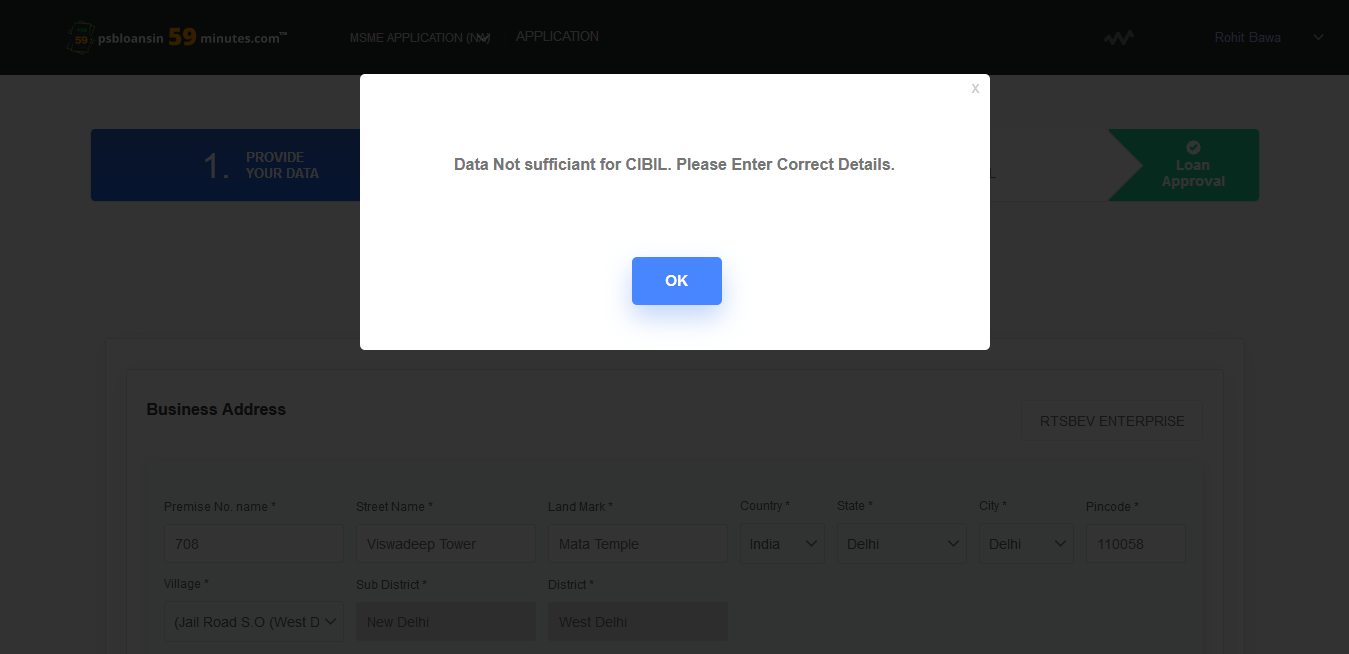 psbloansin 59 minutes.com™
MSME APPLICATION
APPLICATION
Rohit Bawa
X
Data Not sufficiant for CIBIL. Please Enter Correct Details.
OK
1. PROVIDE
YOUR DATA
Loan
Approval
Business Address
RTSBEV ENTERPRISE
Premise No. name * Street Name * Land Mark * Country * State * City * Pincode *
708 Viswadeep Tower Mata Temple India Delhi Delhi 110058
Village * Sub District * District *
(Jail Road S.O (West D New Delhi West Delhi